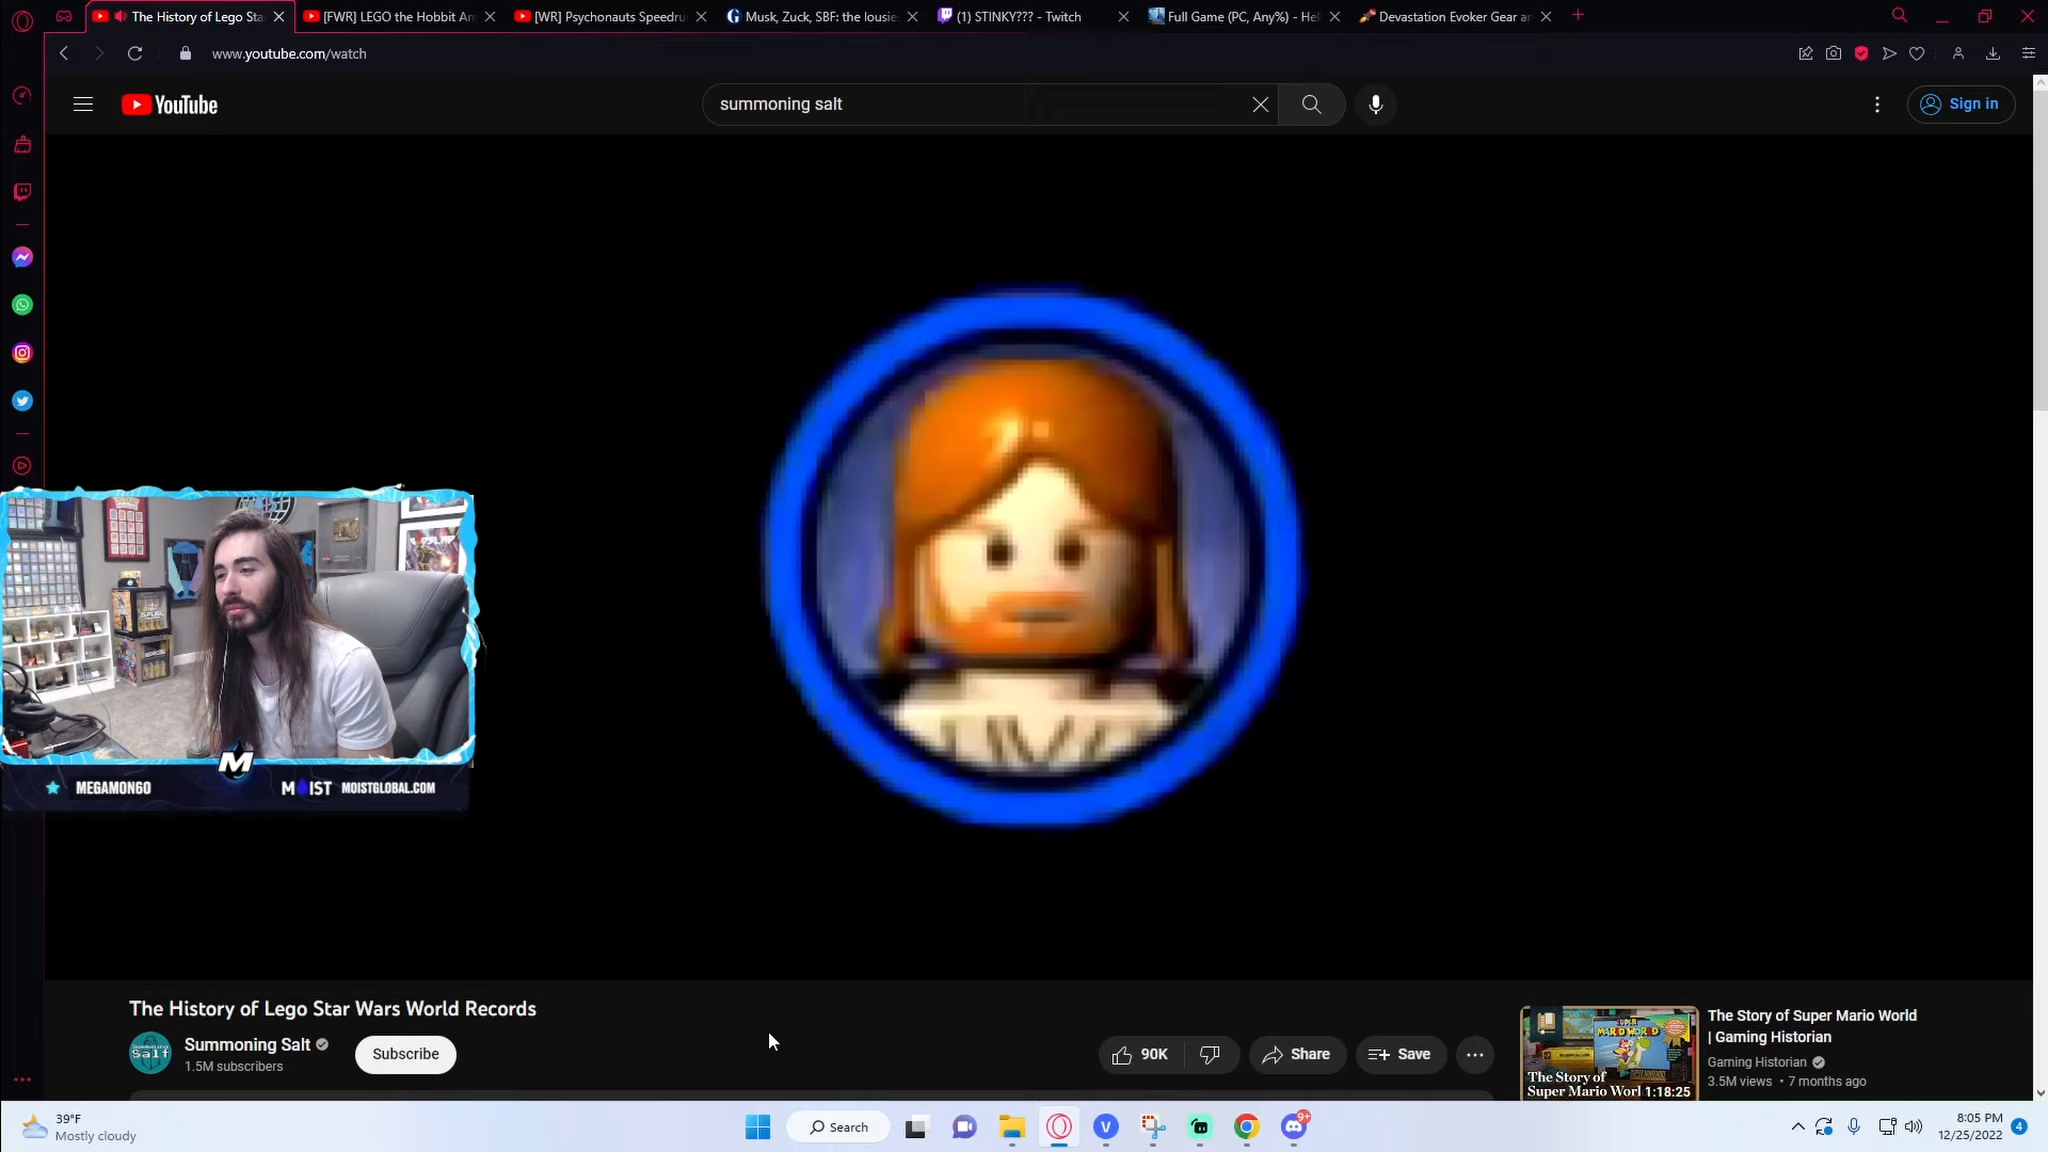 The History of Lego Sta
[FWR] LEGO the Hobbit An
[WR] Psychonauts Speedru
Musk, Zuck, SBF: the lousie
(1) STINKY??? - Twitch
Full Game (PC, Any%) - Hel
Devastation Evoker Gear an
www.youtube.com/watch
YouTube
summoning salt
Sign in
MEGAMON60
MOIST
MOISTGLOBAL.COM
The History of Lego Star Wars World Records
Summoning Salt
1.5M subscribers
Subscribe
90K
Share
Save
The Story of Super Mario World
| Gaming Historian
Gaming Historian
3.5M views • 7 months ago
The Story of
Super Mario Worl
1:18:25
39°F
Mostly cloudy
Search
9+
8:05 PM
12/25/2022
4